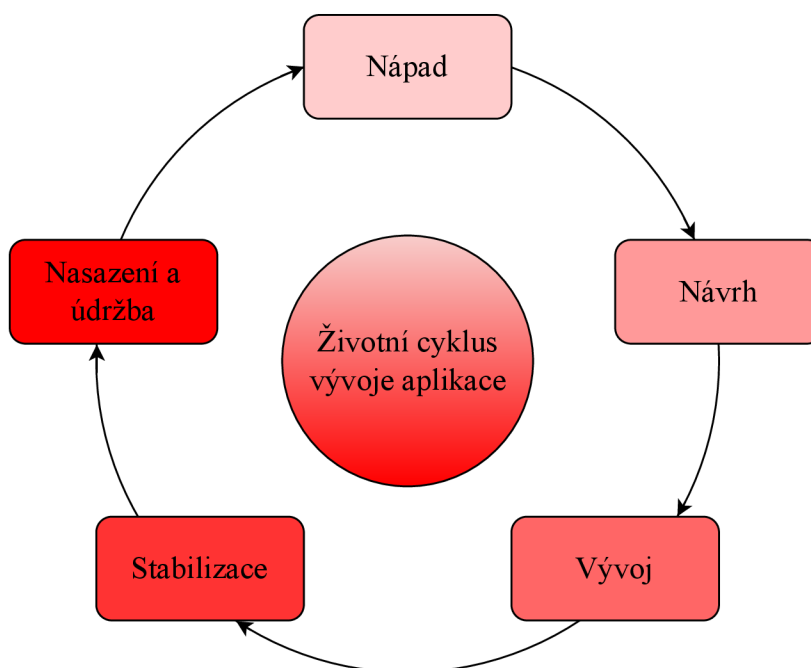 Nápad
Návrh
Vývoj
Stabilizace
Nasazení a
údržba
Životní cyklus
vývoje aplikace